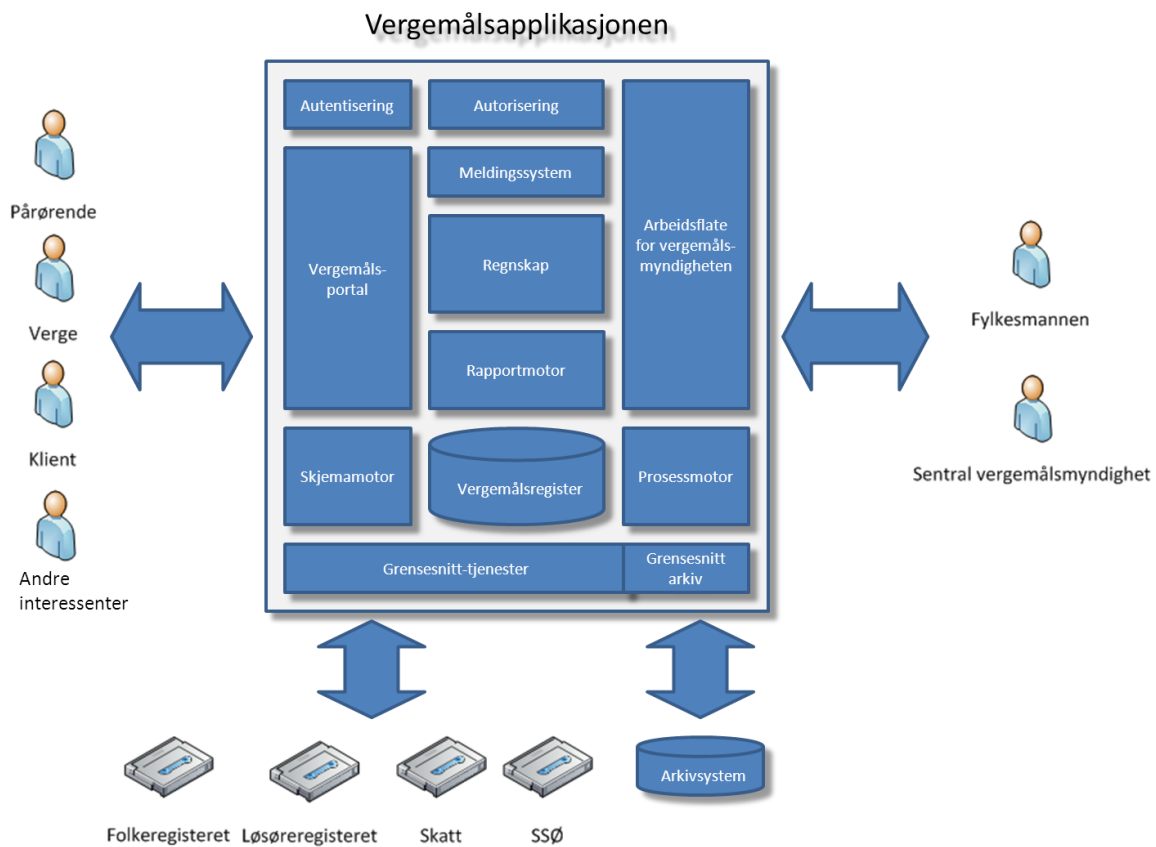 Vergemålsapplikasjonen
Autentisering
Autorisering
Meldingssystem
Vergemåls-
portal
Regnskap
Arbeidsflate
for vergemåls-
myndigheten
Rapportmotor
Skjemamotor
Vergemålsregister
Prosessmotor
Grensesnitt-tjenester
Grensesnitt
arkiv
Pårørende
Verge
Klient
Andre
interessenter
Fylkesmannen
Sentral vergemålsmyndighet
Folkeregisteret
Løsøreregisteret
Skatt
SSØ
Arkivsystem